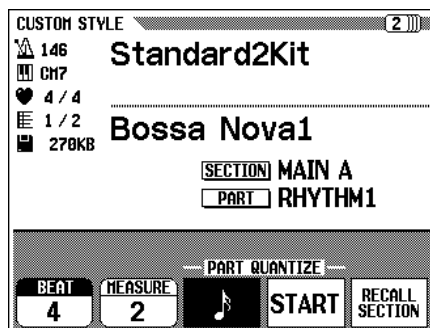 CUSTOM STYLE 2
146
CM7
4/4
1/2
270KB
Standard2Kit
Bossa Nova1
SECTION MAIN A
PART RHYTHM1
PART QUANTIZE
BEAT
4
MEASURE
2
START
RECALL
SECTION